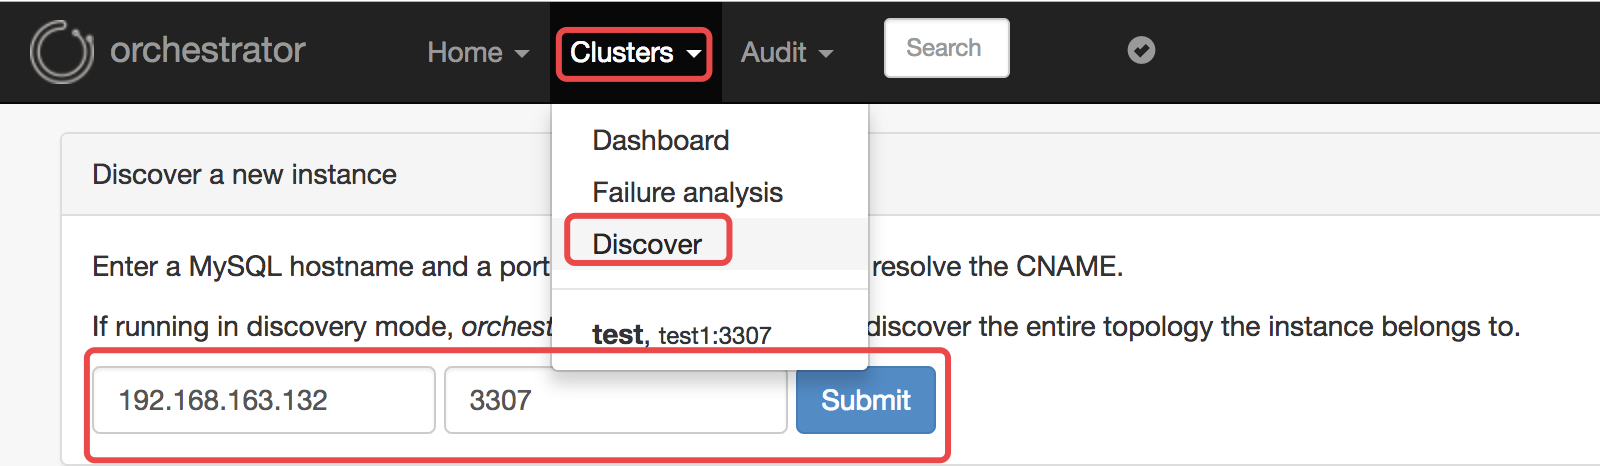 orchestrator Home Clusters Audit Search
Dashboard
Discover a new instance
Failure analysis
Discover
Enter a MySQL hostname and a port resolve the CNAME.
If running in discovery mode, orchest discover the entire topology the instance belongs to.
test, test1:3307
192.168.163.132 3307 Submit